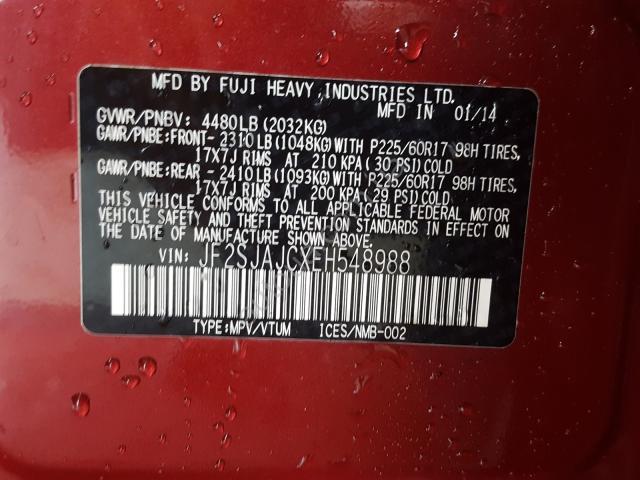 MFD BY FUJI HEAVY INDUSTRIES LTD.
MFD IN 01/14
GVWR/PNBV: 4480LB(2032KG)
GAWR/PNBE:FRONT- 2310LB(1048KG)WITH P225/60R17 98H TIRES,
17X7J RIMS AT 210 KPA( 30 PSI)COLD
GAWR/PNBE:REAR - 2410LB(1093KG)WITH P225/60R17 98H TIRES,
17X7J RIMS AT 200 KPA( 29 PSI)COLD
THIS VEHICLE CONFORMS TO ALL APPLICABLE FEDERAL MOTOR
VEHICLE SAFETY AND THEFT PREVENTION STANDARDS IN EFFECT
ON THE DATE OF MANUFACTURE SHOWN ABOVE.
VIN: JF2SJAJCXEH548988
TYPE:MPV/VTUM ICES/NMB-002